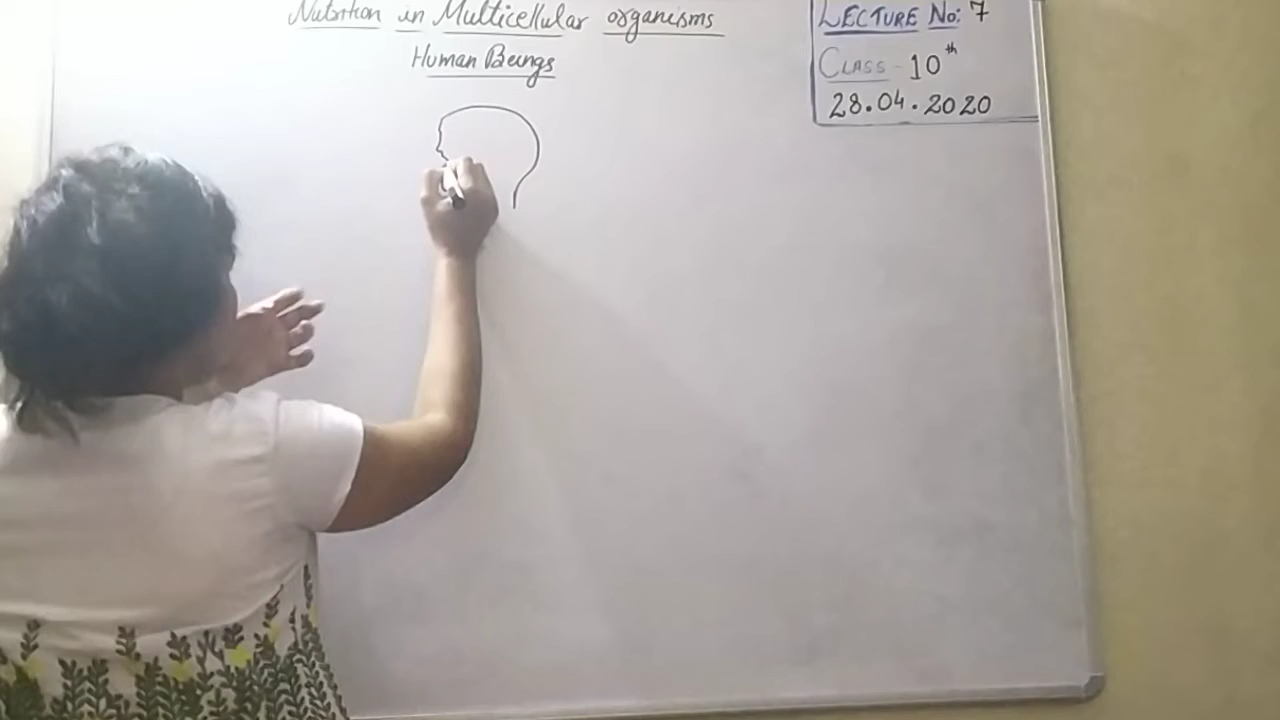 Nutrition in Multicellular organisms
Human Beings
LECTURE No: 7
CLASS - 10th
28.04.2020